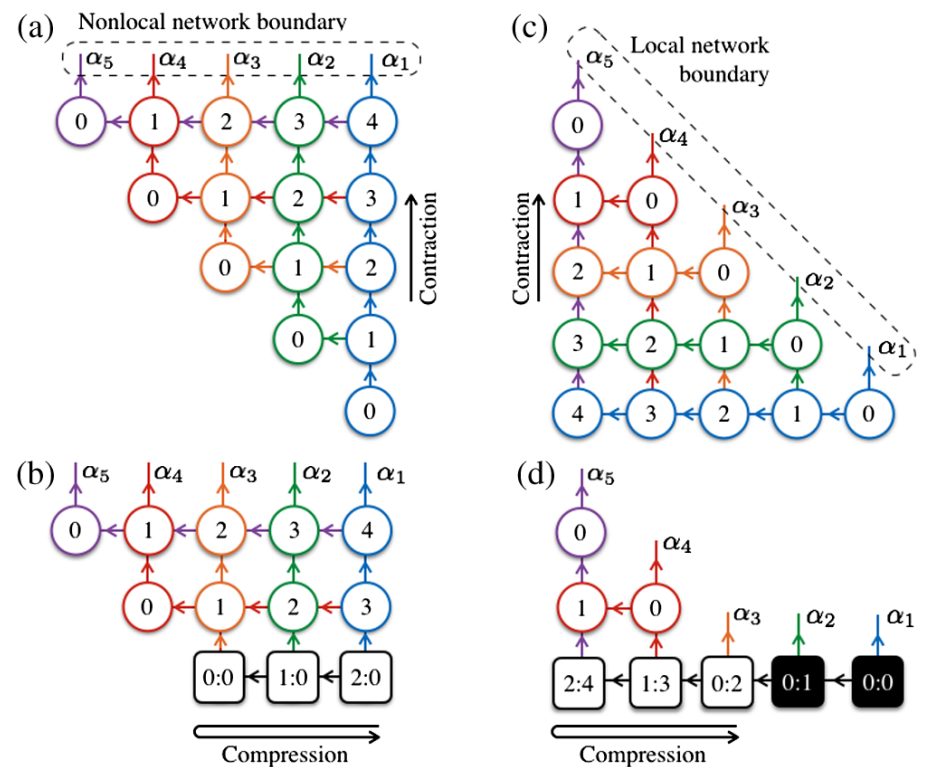 (a) Nonlocal network boundary
α5 α4 α3 α2 α1
0 1 2 3 4
0 1 2 3
0 1 2
0 1
0
Contraction
(c) Local network
boundary
α5
0
α4
1 0
α3
2 1 0
α2
3 2 1 0
α1
4 3 2 1 0
Contraction
(b) α5 α4 α3 α2 α1
0 1 2 3 4
0 1 2 3
0:0 1:0 2:0
Compression
(d) α5
0
α4
1 0
α3 α2 α1
2:4 1:3 0:2 0:1 0:0
Compression